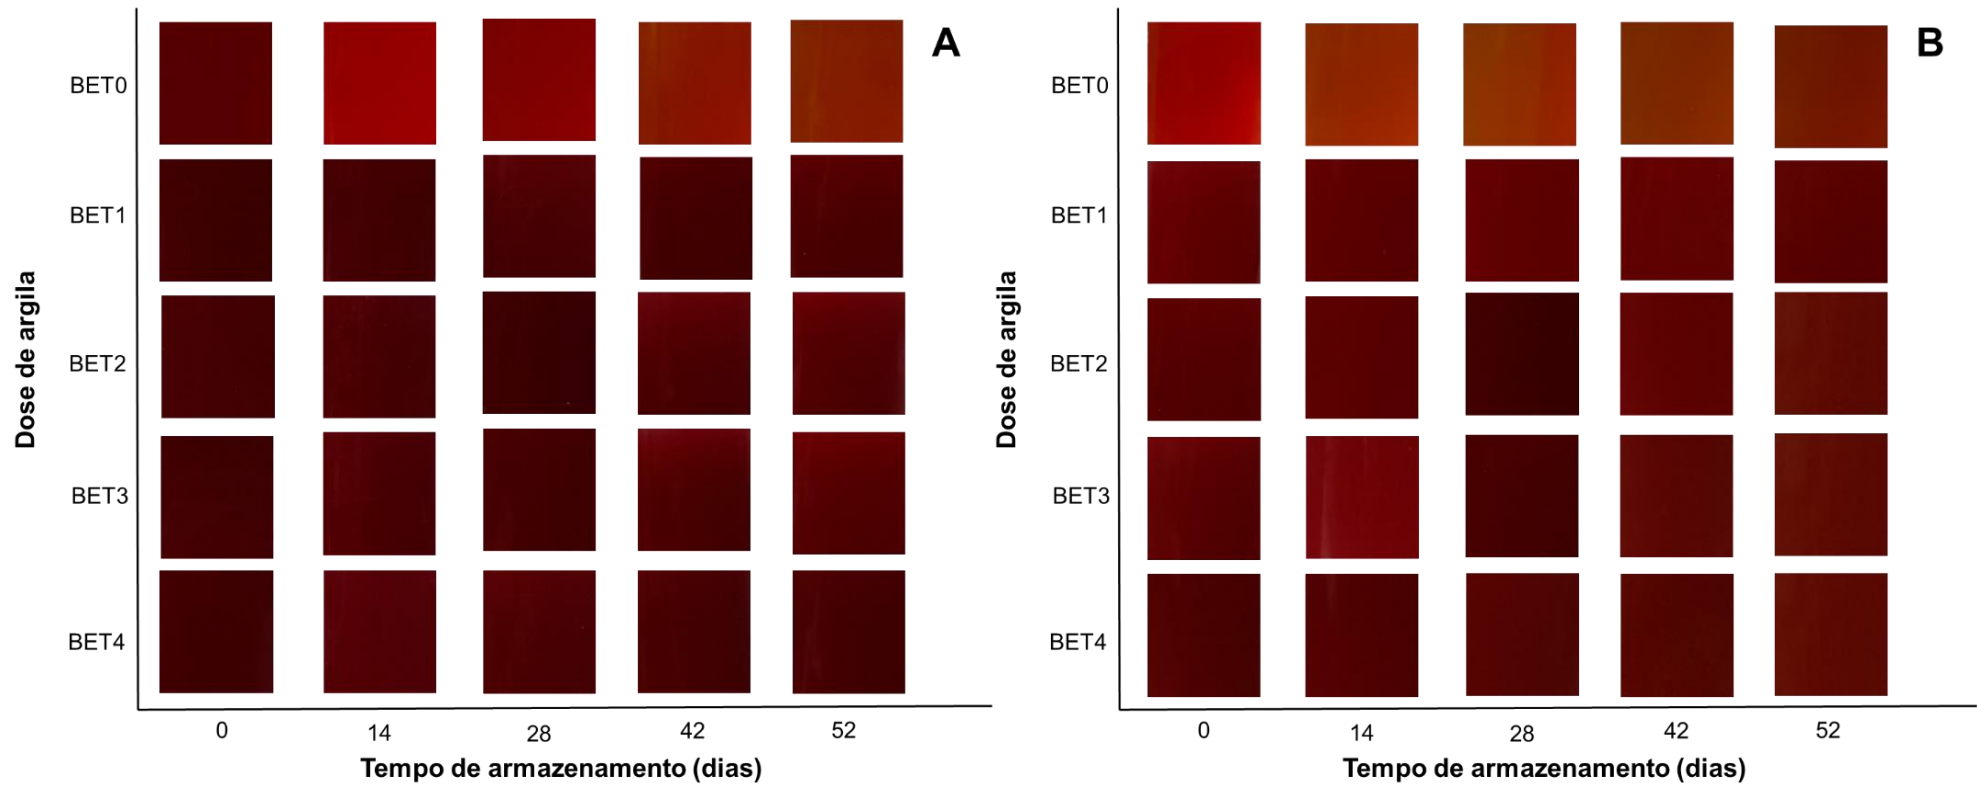 A
BET0
BET1
BET2
BET3
BET4
Dose de argila
0 14 28 42 52
Tempo de armazenamento (dias)
B
BET0
BET1
BET2
BET3
BET4
Dose de argila
0 14 28 42 52
Tempo de armazenamento (dias)